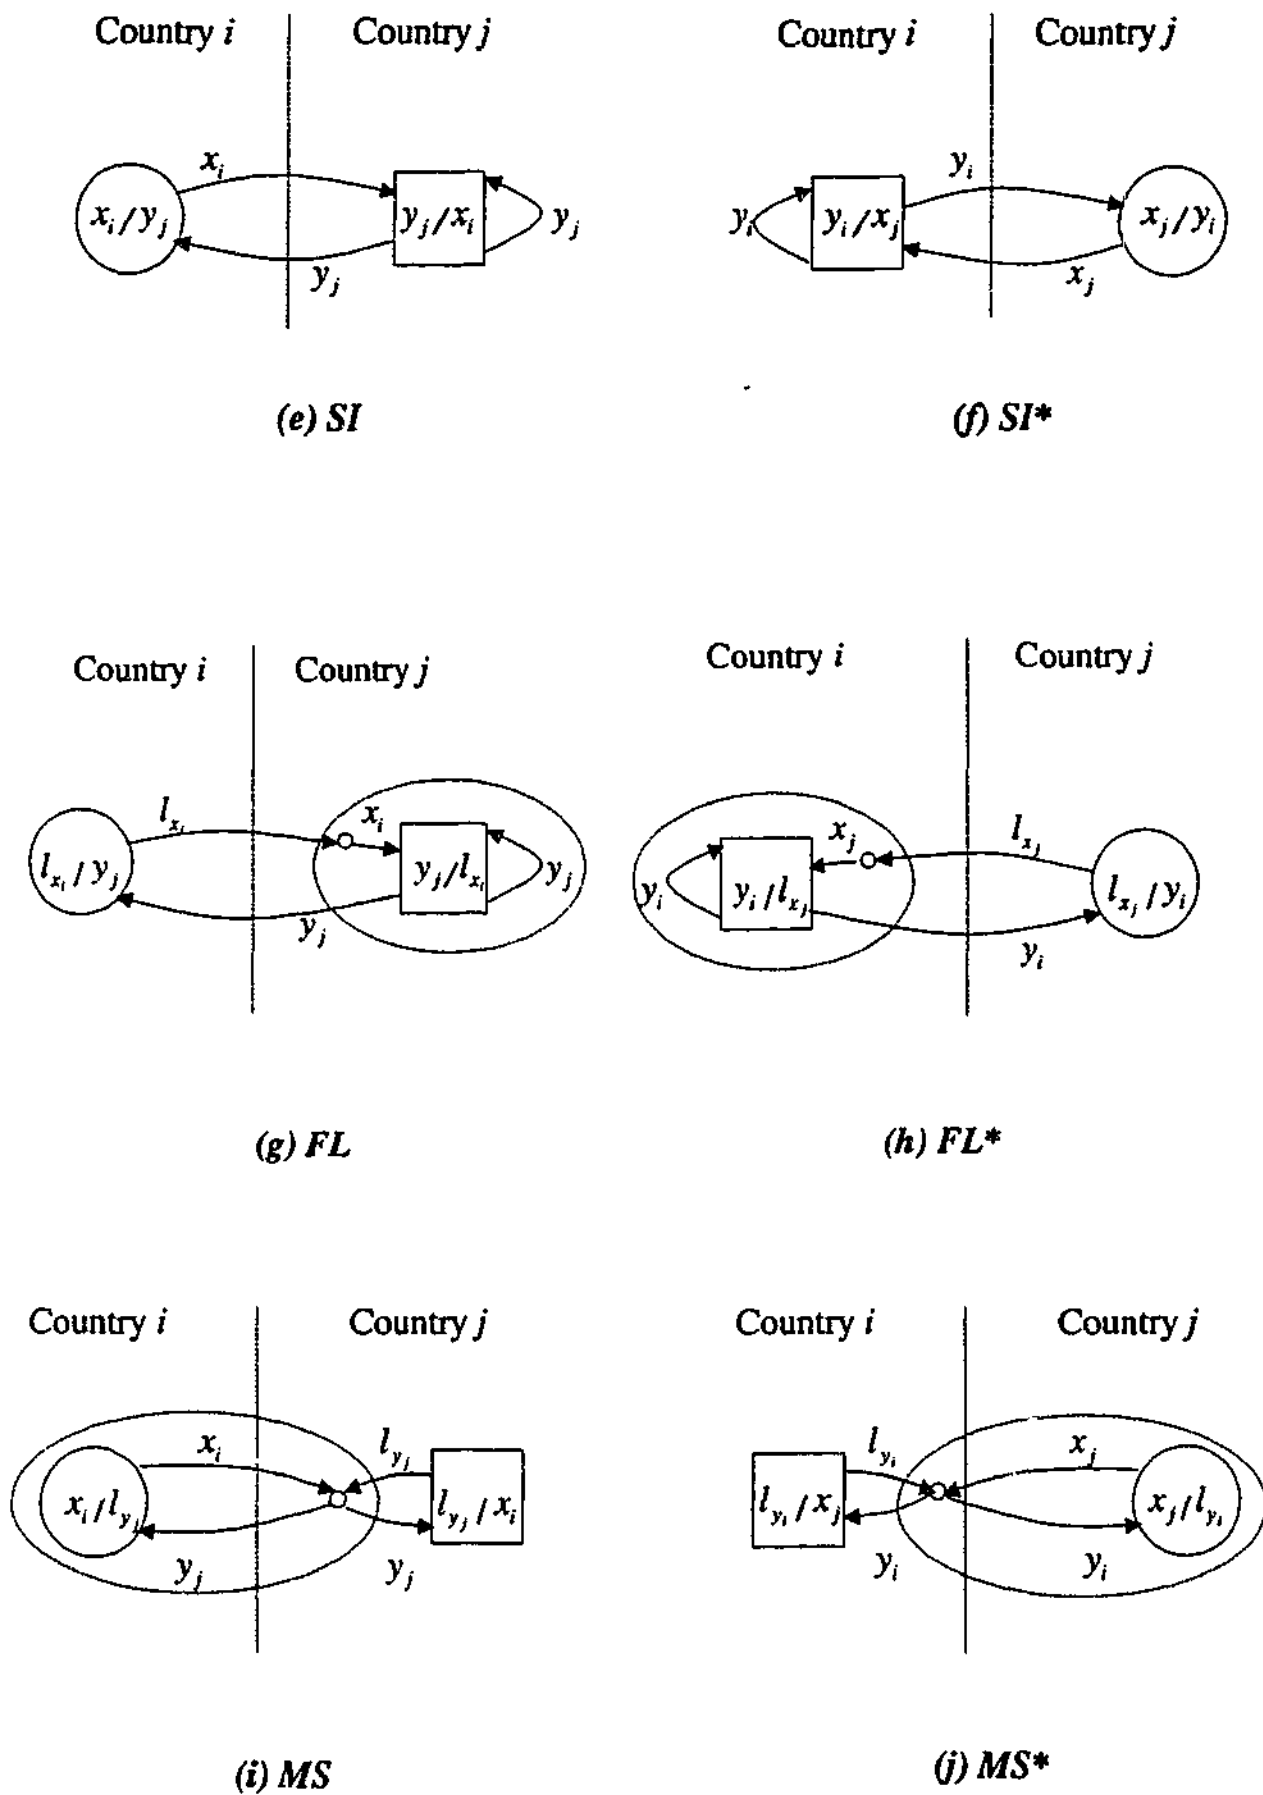 Country i Country j Country i Country j
x_i y_i
x_i/y_j y_j/x_i y_j y_i y_i/x_j x_j/y_i
y_j x_j
(e) SI (f) SI*
Country i Country j Country i Country j
l_{x_i} x_i x_j l_{x_j}
l_{x_i}/y_j y_j/l_{x_i} y_j y_i y_i/l_{x_j} l_{x_j}/y_i
y_j y_i
(g) FL (h) FL*
Country i Country j Country i Country j
x_i l_{y_j} l_{y_i} x_j
x_i/l_{y_j} l_{y_j}/x_i l_{y_i}/x_j x_j/l_{y_i}
y_j y_j y_i y_i
(i) MS (j) MS*